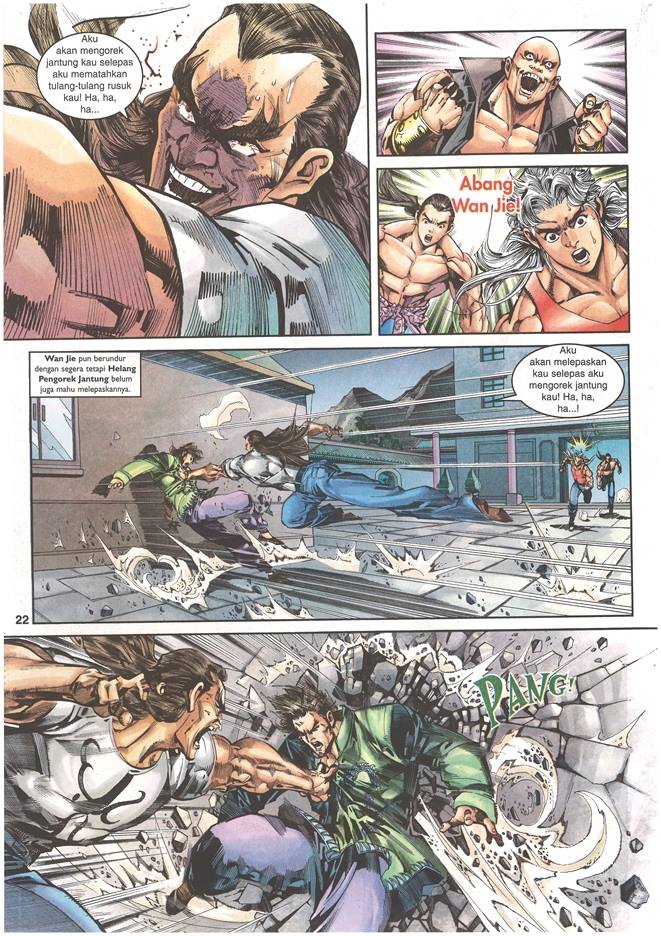 Aku
akan mengorek
jantung kau selepas
aku mematahkan
tulang-tulang rusuk
kau! Ha, ha,
ha...
Abang
Wan Jie!
Wan Jie pun berundur
dengan segera tetapi Helang
Pengorek Jantung belum
juga mahu melepaskannya.
Aku
akan melepaskan
kau selepas aku
mengorek jantung
kau! Ha, ha,
ha...!
22
PANG!